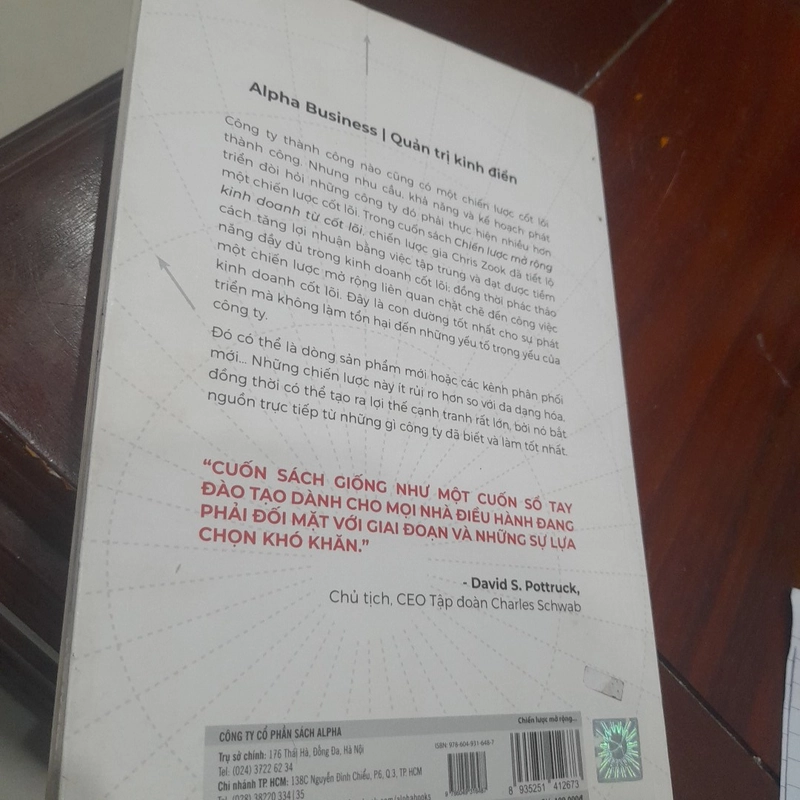 Alpha Business | Quản trị kinh điển
Công ty thành công nào cũng có một chiến lược cốt lõi
thành công. Nhưng nhu cầu, khả năng và kế hoạch phát
triển đòi hỏi những công ty đó phải thực hiện nhiều hơn
một chiến lược cốt lõi. Trong cuốn sách Chiến lược mở rộng
kinh doanh từ cốt lõi, chiến lược gia Chris Zook đã tiết lộ
cách tăng lợi nhuận bằng việc tập trung và đạt được tiềm
năng đầy đủ trong kinh doanh cốt lõi; đồng thời phác thảo
một chiến lược mở rộng liên quan chặt chẽ đến công việc
kinh doanh cốt lõi. Đây là con đường tốt nhất cho sự phát
triển mà không làm tổn hại đến những yếu tố trọng yếu của
công ty.
Đó có thể là dòng sản phẩm mới hoặc các kênh phân phối
mới... Những chiến lược này ít rủi ro hơn so với đa dạng hóa,
đồng thời có thể tạo ra lợi thế cạnh tranh rất lớn, bởi nó bắt
nguồn trực tiếp từ những gì công ty đã biết và làm tốt nhất.
“CUỐN SÁCH GIỐNG NHƯ MỘT CUỐN SỔ TAY
ĐÀO TẠO DÀNH CHO MỌI NHÀ ĐIỀU HÀNH ĐANG
PHẢI ĐỐI MẶT VỚI GIAI ĐOẠN VÀ NHỮNG SỰ LỰA
CHỌN KHÓ KHĂN.”
- David S. Pottruck,
Chủ tịch, CEO Tập đoàn Charles Schwab
CÔNG TY CỔ PHẦN SÁCH ALPHA
Trụ sở chính: 176 Thái Hà, Đống Đa, Hà Nội
Tel: (024) 3722 62 34
Chi nhánh TP HCM: 138C Nguyễn Đình Chiểu, P.6, Q.3, TP. HCM
Tel: (028) 38220 334 | 35
Chiến lược mở rộng...
ISBN: 978-604-931-648-7
8 935251 412673